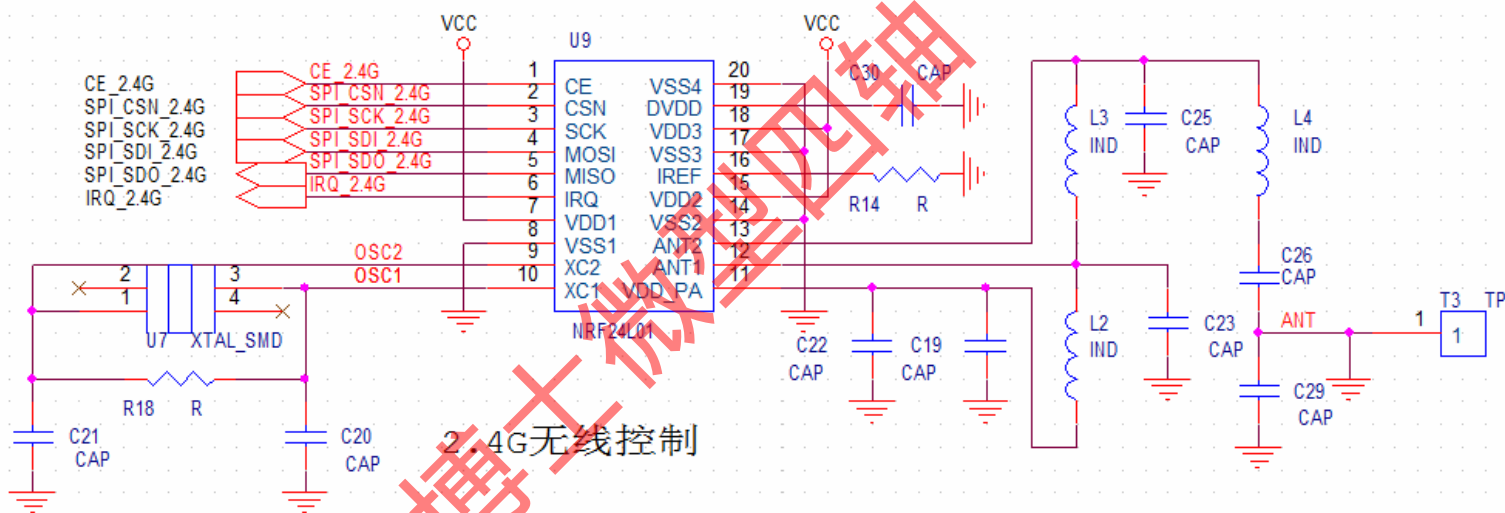 VCC
VCC
U9
CE_2.4G
SPI_CSN_2.4G
SPI_SCK_2.4G
SPI_SDI_2.4G
SPI_SDO_2.4G
IRQ_2.4G
CE_2.4G
SPI_CSN_2.4G
SPI_SCK_2.4G
SPI_SDI_2.4G
SPI_SDO_2.4G
IRQ_2.4G
OSC2
OSC1
1
2
3
4
5
6
7
8
9
10
CE
CSN
SCK
MOSI
MISO
IRQ
VDD1
VSS1
XC2
XC1
VSS4
DVDD
VDD3
VSS3
IREF
VDD2
VSS2
ANT2
ANT1
VDD_PA
20
19
18
17
16
15
14
13
12
11
NRF24L01
C30 CAP
R14 R
L3
IND
C25
CAP
L4
IND
C26
CAP
ANT
T3 TP
1
1
L2
IND
C23
CAP
C29
CAP
C22
CAP
C19
CAP
2 3
1 4
U7 XTAL_SMD
R18 R
C21
CAP
C20
CAP
2.4G无线控制
博士微型四轴